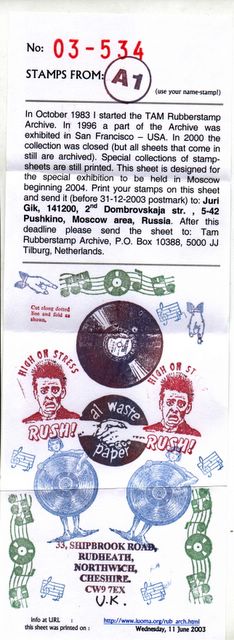 No: 03-534
STAMPS FROM: A1
(use your name-stamp!)
In October 1983 I started the TAM Rubberstamp
Archive. In 1996 a part of the Archive was
exhibited in San Francisco – USA. In 2000 the
collection was closed (but all sheets that come in
still are archived). Special collections of stamp-
sheets are still printed. This sheet is designed for
the special exhibition to be held in Moscow
beginning 2004. Print your stamps on this sheet
and send it (before 31-12-2003 postmark) to: Juri
Gik, 141200, 2nd Dombrovskaja str. , 5-42
Pushkino, Moscow area, Russia. After this
deadline please send the sheet to: Tam
Rubberstamp Archive, P.O. Box 10388, 5000 JJ
Tilburg, Netherlands.
Cut along dotted
line and fold as
shown.
HIGH ON STRESS
RUSH!
HIGH ON ST
RUSH!
al waste
paper
33, SHIPBROOK ROAD,
RUDHEATH,
NORTHWICH,
CHESHIRE.
CW9 7EX
U.K.
info at URL : http://www.iuoma.org/rub_arch.html
this sheet was printed on : Wednesday, 11 June 2003